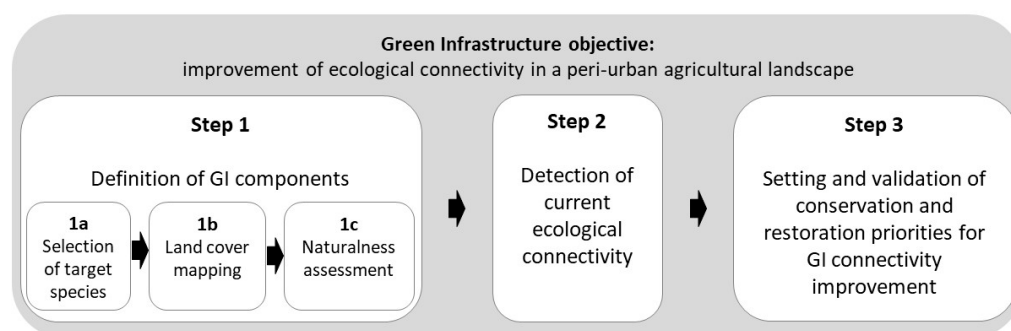 Green Infrastructure objective:
improvement of ecological connectivity in a peri-urban agricultural landscape
Step 1
Definition of GI components
1a
Selection
of target
species
1b
Land cover
mapping
1c
Naturalness
assessment
Step 2
Detection of
current
ecological
connectivity
Step 3
Setting and validation of
conservation and
restoration priorities for
GI connectivity
improvement